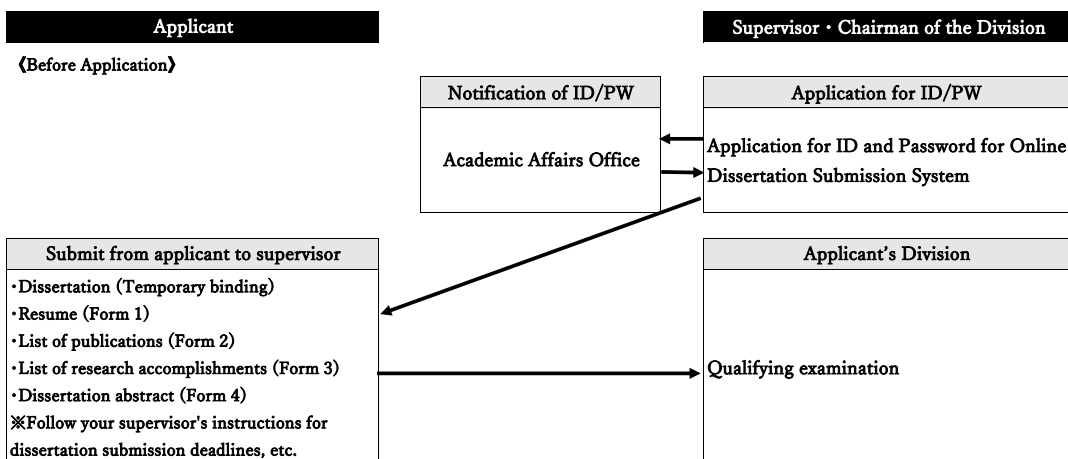 Applicant
Supervisor・Chairman of the Division
《Before Application》
Notification of ID/PW
Application for ID/PW
Academic Affairs Office
Application for ID and Password for Online
Dissertation Submission System
Submit from applicant to supervisor
Applicant's Division
・Dissertation (Temporary binding)
・Resume (Form 1)
・List of publications (Form 2)
・List of research accomplishments (Form 3)
・Dissertation abstract (Form 4)
※Follow your supervisor's instructions for
dissertation submission deadlines, etc.
Qualifying examination